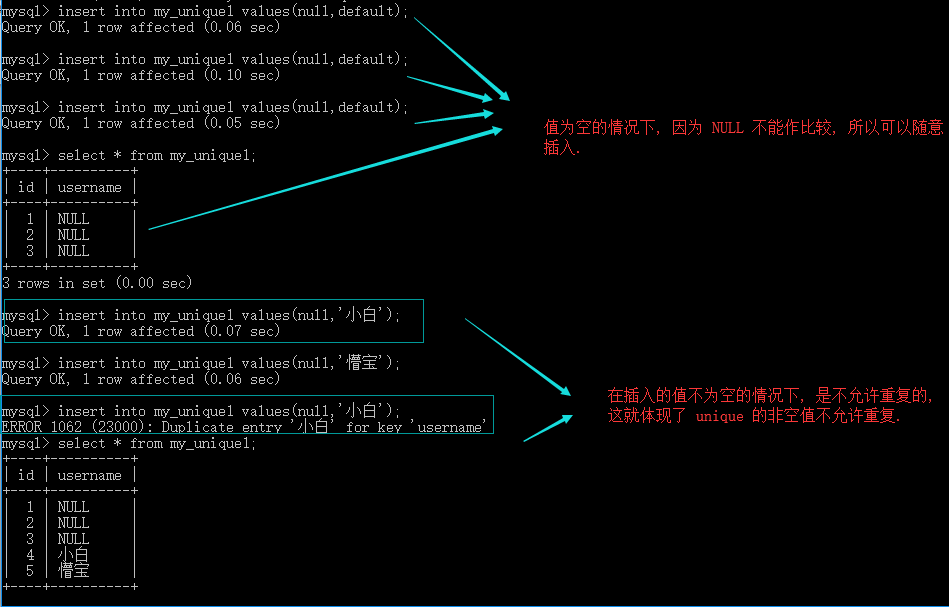 mysql> insert into my_unique1 values(null,default);
Query OK, 1 row affected (0.06 sec)
mysql> insert into my_unique1 values(null,default);
Query OK, 1 row affected (0.10 sec)
mysql> insert into my_unique1 values(null,default);
Query OK, 1 row affected (0.05 sec)
值为空的情况下, 因为 NULL 不能作比较, 所以可以随意
插入.
mysql> select * from my_unique1;
+----+----------+
| id | username |
+----+----------+
| 1 | NULL |
| 2 | NULL |
| 3 | NULL |
+----+----------+
3 rows in set (0.00 sec)
mysql> insert into my_unique1 values(null,'小白');
Query OK, 1 row affected (0.07 sec)
mysql> insert into my_unique1 values(null,'懵宝');
Query OK, 1 row affected (0.06 sec)
在插入的值不为空的情况下, 是不允许重复的,
这就体现了 unique 的非空值不允许重复.
mysql> insert into my_unique1 values(null,'小白');
ERROR 1062 (23000): Duplicate entry '小白' for key 'username'
mysql> select * from my_unique1;
+----+----------+
| id | username |
+----+----------+
| 1 | NULL |
| 2 | NULL |
| 3 | NULL |
| 4 | 小白 |
| 5 | 懵宝 |
+----+----------+